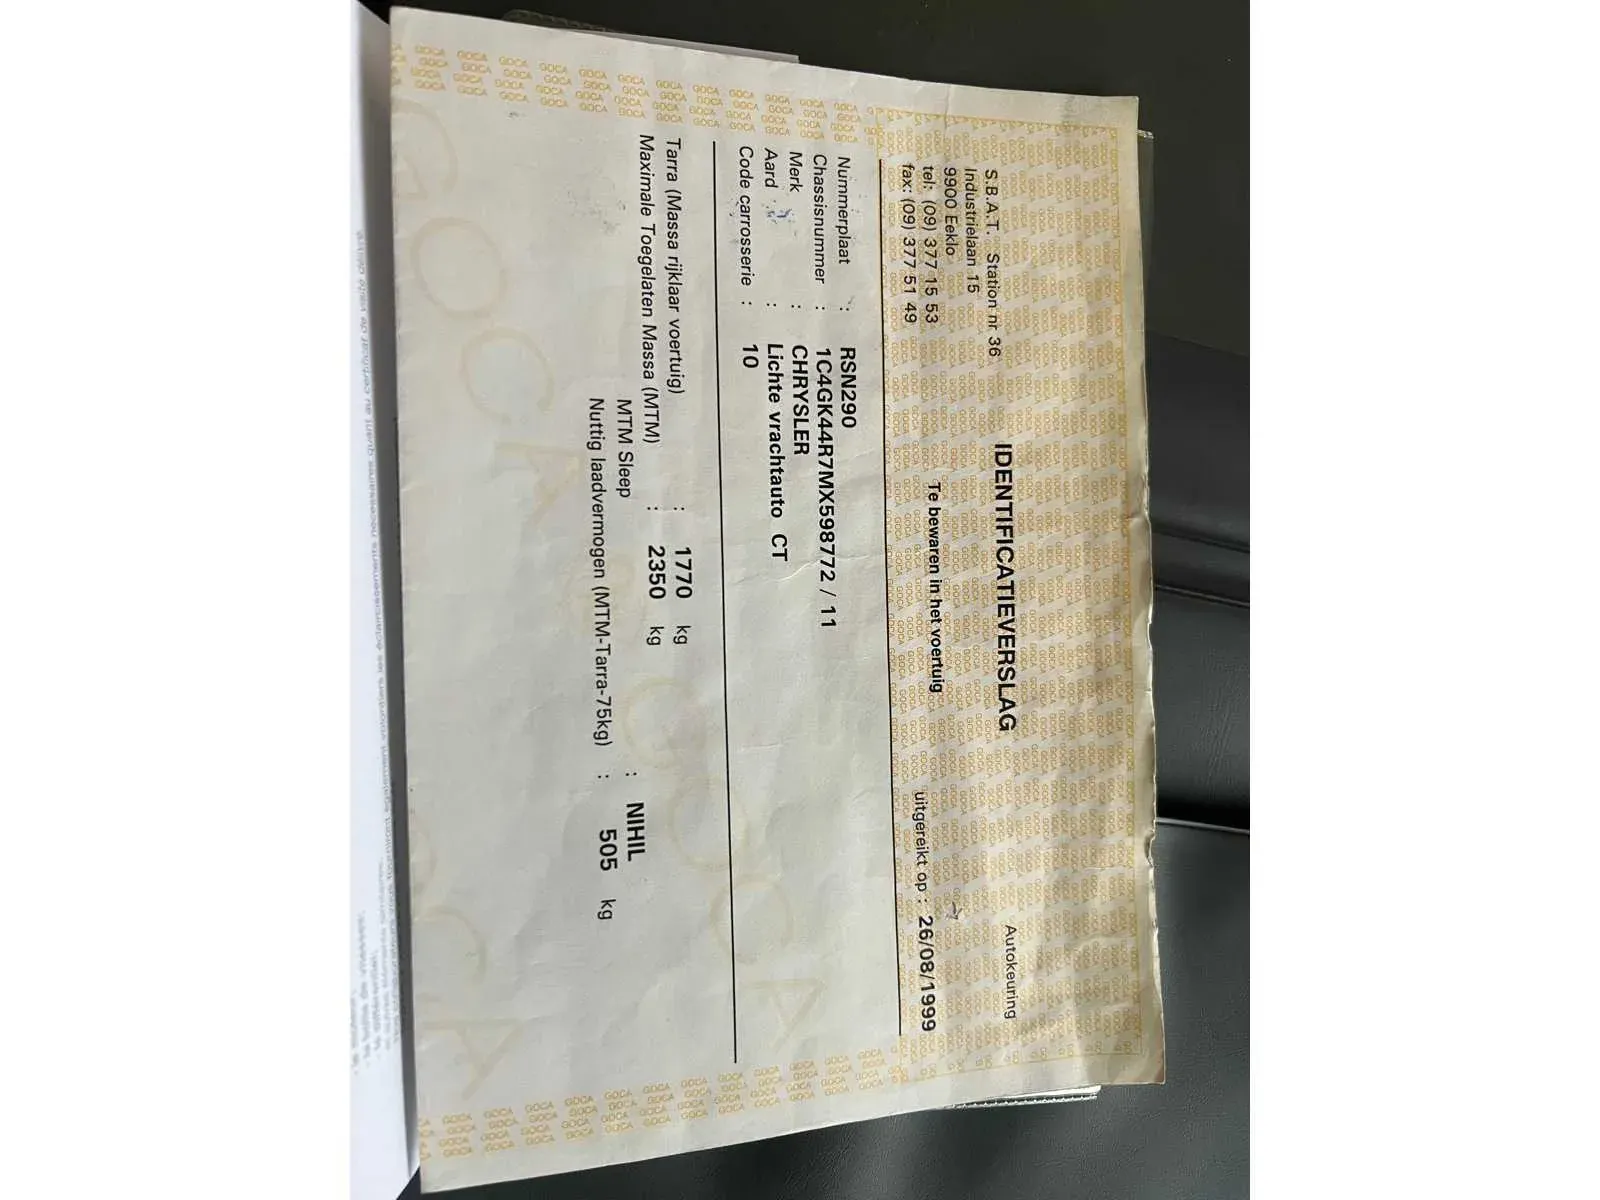 S.B.A.T. Station nr 36
Industrielaan 15
9900 Eeklo
tel: (09) 377 15 53
fax: (09) 377 51 49
IDENTIFICATIEVERSLAG
Te bewaren in het voertuig
Autokeuring
uitgereikt op : 26/08/1999
Nummerplaat : RSN290
Chassisnummer : 1C4GK44R7MX598772 / 11
Merk : CHRYSLER
Aard : Lichte vrachtauto CT
Code carrosserie : 10
Tarra (Massa rijklaar voertuig) : 1770 kg
Maximale Toegelaten Massa (MTM) : 2350 kg
MTM Sleep : NIHIL
Nuttig laadvermogen (MTM-Tarra-75kg) : 505 kg
GOCA